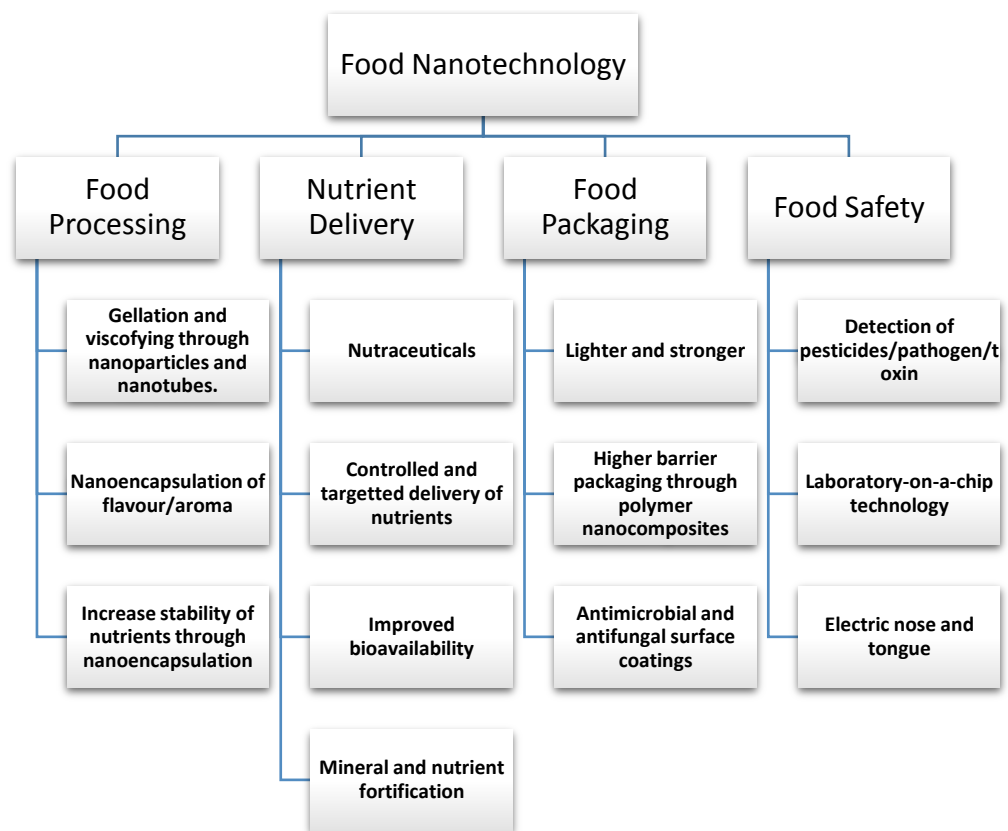 Food Nanotechnology
Food
Processing
Gellation and
viscofying through
nanoparticles and
nanotubes.
Nanoencapsulation of
flavour/aroma
Increase stability of
nutrients through
nanoencapsulation
Nutrient
Delivery
Nutraceuticals
Controlled and
targetted delivery of
nutrients
Improved
bioavailability
Mineral and nutrient
fortification
Food
Packaging
Lighter and stronger
Higher barrier
packaging through
polymer
nanocomposites
Antimicrobial and
antifungal surface
coatings
Food Safety
Detection of
pesticides/pathogen/t
oxin
Laboratory-on-a-chip
technology
Electric nose and
tongue